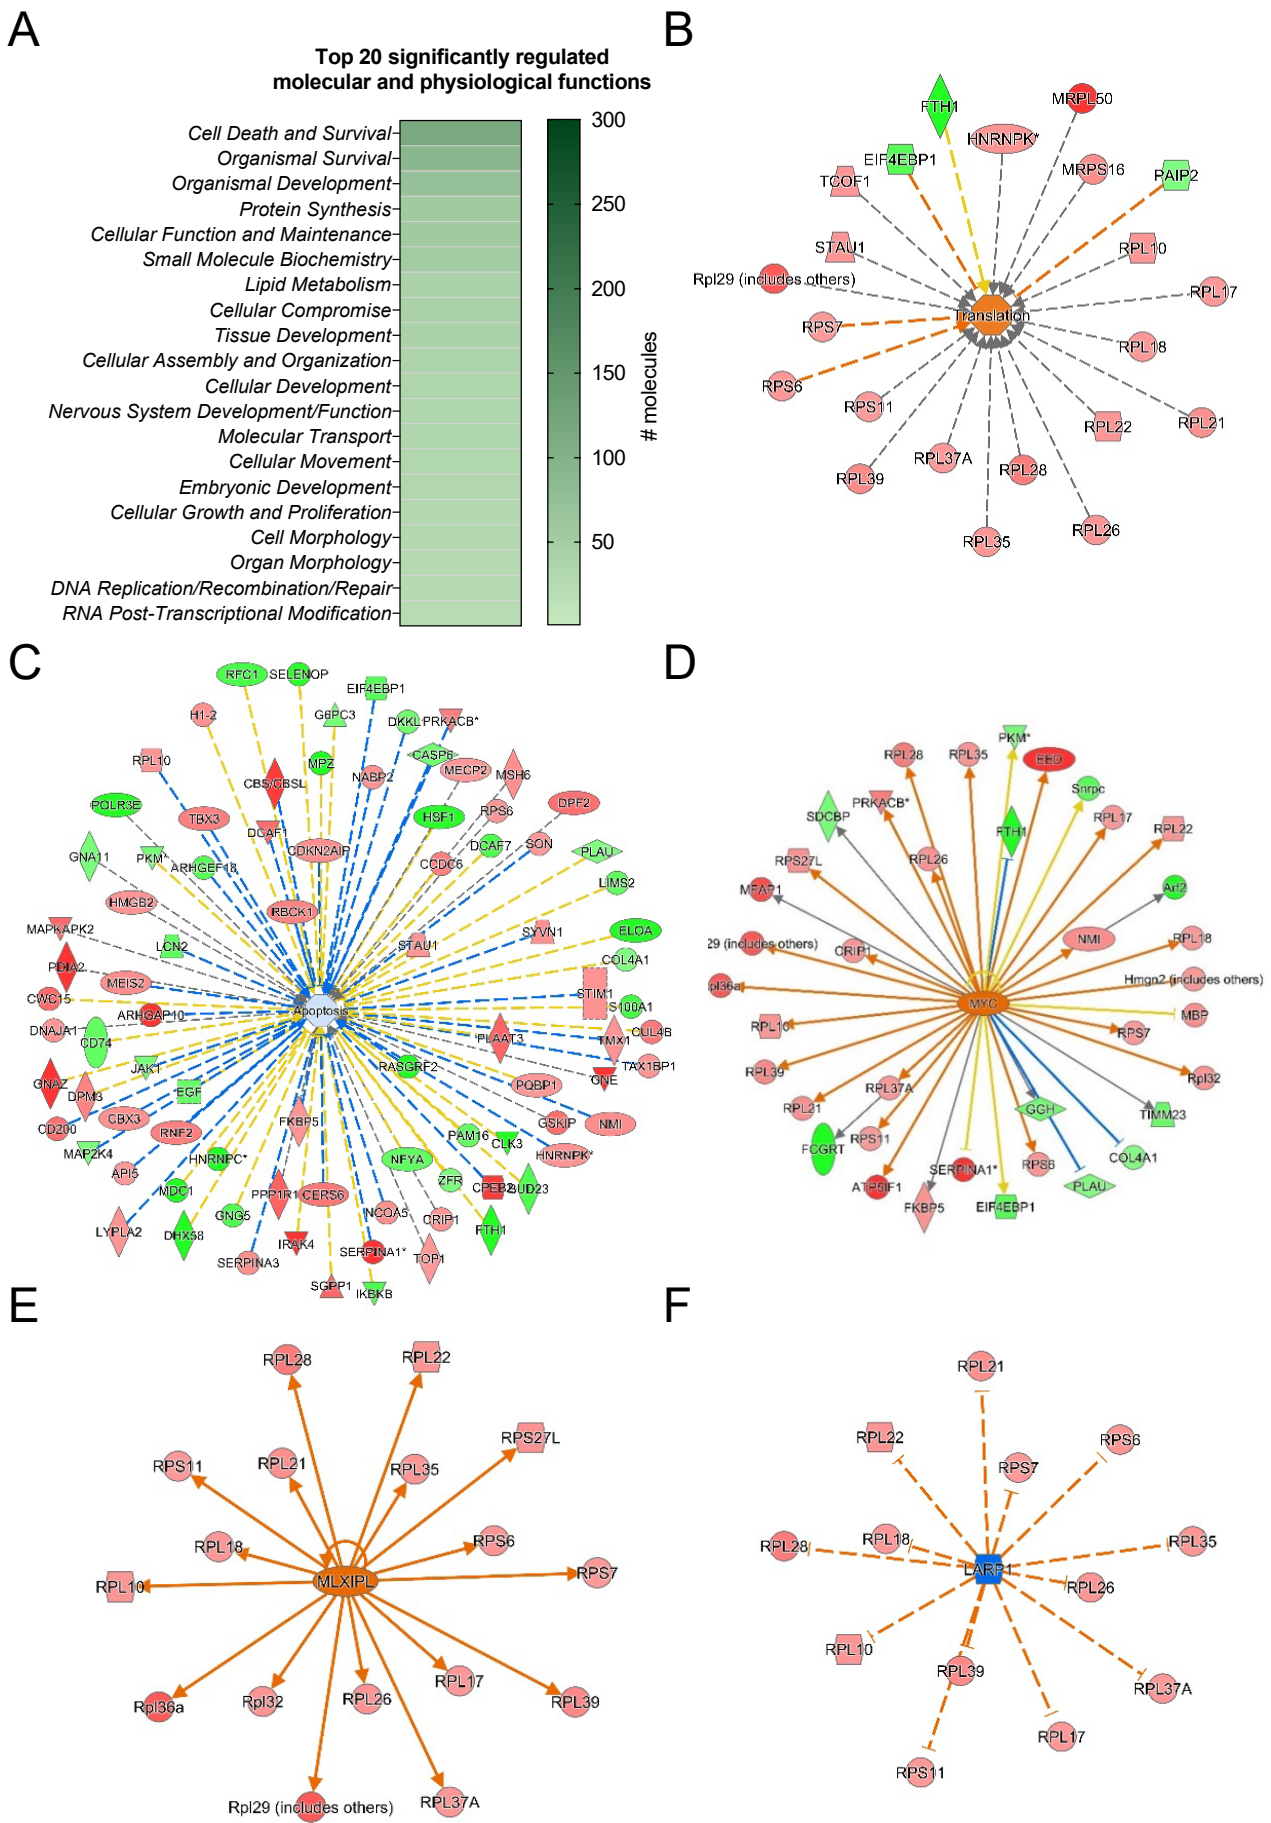 A
Top 20 significantly regulated
molecular and physiological functions
Cell Death and Survival
Organismal Survival
Organismal Development
Protein Synthesis
Cellular Function and Maintenance
Small Molecule Biochemistry
Lipid Metabolism
Cellular Compromise
Tissue Development
Cellular Assembly and Organization
Cellular Development
Nervous System Development/Function
Molecular Transport
Cellular Movement
Embryonic Development
Cellular Growth and Proliferation
Cell Morphology
Organ Morphology
DNA Replication/Recombination/Repair
RNA Post-Transcriptional Modification
300
250
200
150
100
50
# molecules
B
FTH1
MRPL50
HNRNPK*
EIF4EBP1
MRPS16
TCOF1
PAIP2
STAU1
RPL10
Rpl29 (includes others)
RPL17
Translation
RPS7
RPL18
RPS6
RPS11
RPL22
RPL21
RPL37A
RPL39
RPL28
RPL35
RPL26
C
RFC1
SELENOP
EIF4EBP1
H1-2
G6PC3
DKKL1
PRKACB*
RPL10
MPZ
CASP6
CBS/CBSL
NABP2
MECP2
MSH6
POLR3E
TBX3
HSF1
RPS6
DPF2
DCAF1
GNA11
PKM*
ARHGEF18
CDKN2AIP
CCDC6
DCAF7
SON
PLAU
LIMS2
HMGB2
RBCK1
MAPKAPK2
LCN2
STAU1
SYVN1
ELOA
COL4A1
PDIA2
MEIS2
STIM1
CWC15
ARHGAP10
Apoptosis
S100A1
DNAJA1
CD74
PLAAT3
TMX1
CUL4B
JAK1
RASGRF2
TAX1BP1
GNAZ
DPM3
EGF
PQBP1
GNE
CD200
CBX3
RNF2
FKBP5
GSKIP
NMI
MAP2K4
PAM16
CLK3
API5
HNRNPC*
NFYA
HNRNPK*
MDC1
PPP1R1
CERS6
ZFR
CPEB2
BUD23
LYPLA2
DHX58
GNG5
NCOA5
CRIP1
FTH1
SERPINA3
IRAK4
SERPINA1*
TOP1
SGPP1
IKBKB
D
PKM*
RPL28
RPL35
EED
Snrpc
SDCBP
PRKACB*
FTH1
RPL17
RPL22
RPS27L
RPL26
MFAP1
Arf2
29 (includes others)
CRIP1
NMI
RPL18
pl36a
Hmgn2 (includes others)
MYC
MBP
RPL10
RPS7
RPL39
RPL37A
Rpl32
RPL21
GGH
TIMM23
FCGRT
RPS11
COL4A1
ATP5IF1
SERPINA1*
RPS6
PLAU
FKBP5
EIF4EBP1
E
RPL28
RPL22
RPS27L
RPS11
RPL21
RPL35
RPL18
RPS6
MLXIPL
RPS7
RPL10
RPL17
Rpl36a
Rpl32
RPL26
RPL39
Rpl29 (includes others)
RPL37A
F
RPL21
RPL22
RPS6
RPS7
RPL28
RPL18
RPL35
LARP1
RPL26
RPL10
RPL39
RPL37A
RPL17
RPS11